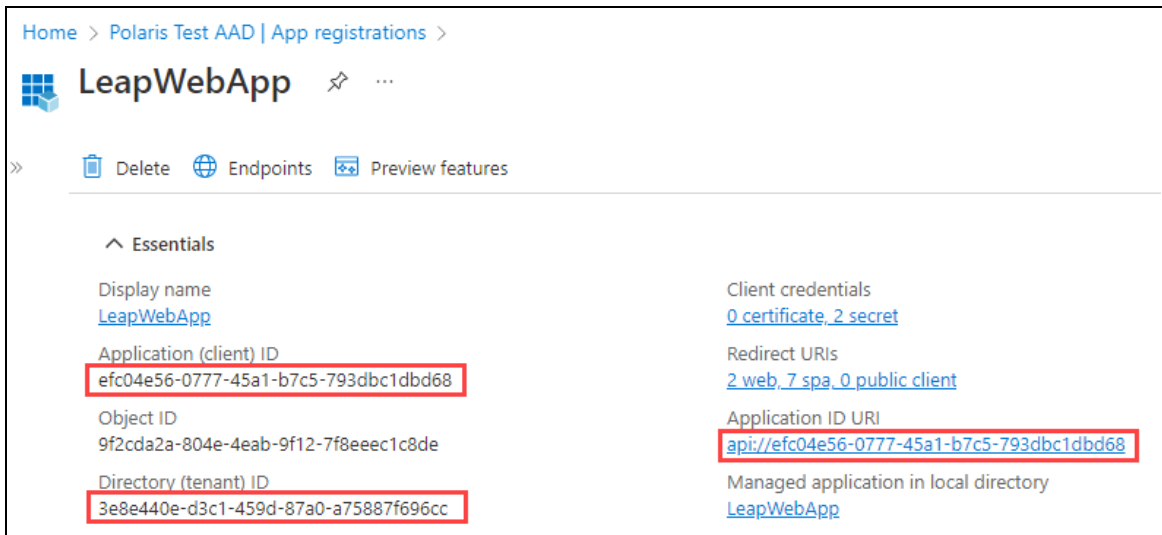 Home > Polaris Test AAD | App registrations >
LeapWebApp ...
» Delete Endpoints Preview features
Essentials
Display name
LeapWebApp
Application (client) ID
efc04e56-0777-45a1-b7c5-793dbc1dbd68
Object ID
9f2cda2a-804e-4eab-9f12-7f8eeec1c8de
Directory (tenant) ID
3e8e440e-d3c1-459d-87a0-a75887f696cc
Client credentials
0 certificate, 2 secret
Redirect URIs
2 web, 7 spa, 0 public client
Application ID URI
api://efc04e56-0777-45a1-b7c5-793dbc1dbd68
Managed application in local directory
LeapWebApp